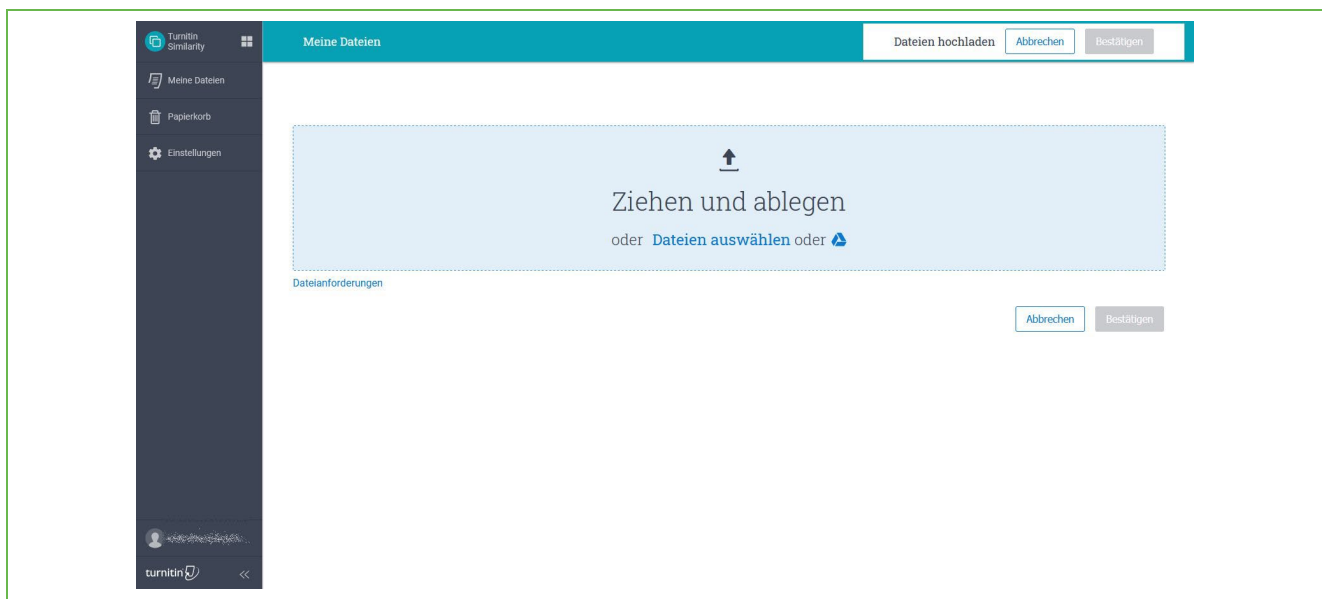 Turnitin
Similarity
Meine Dateien
Papierkorb
Einstellungen
turnitin
Meine Dateien
Dateien hochladen Abbrechen Bestätigen
Ziehen und ablegen
oder Dateien auswählen oder
Dateianforderungen
Abbrechen Bestätigen